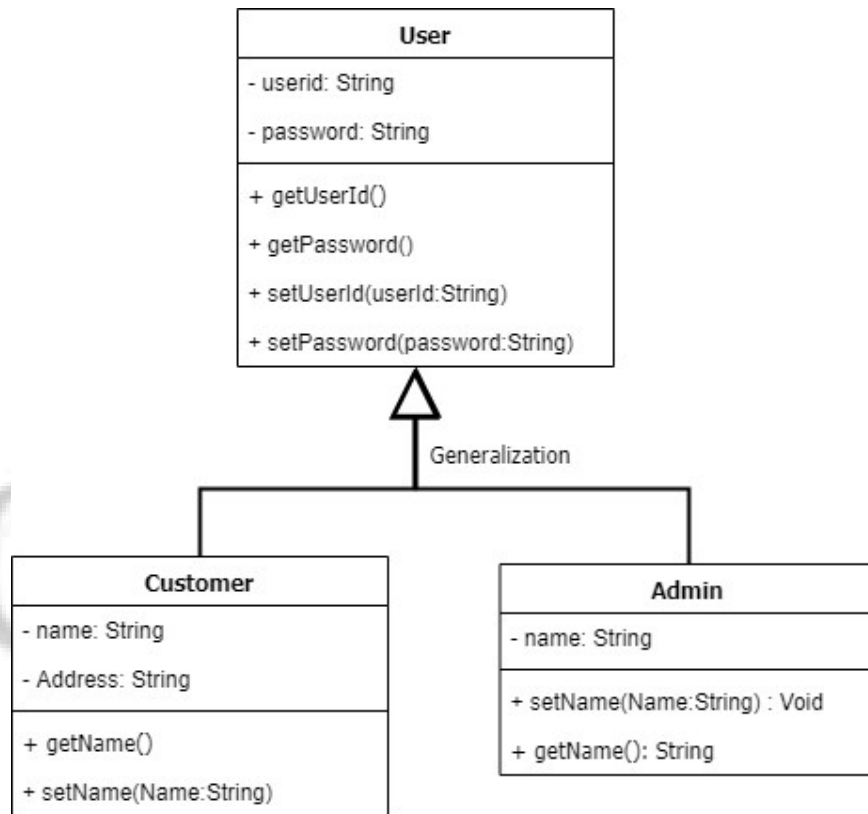 User
- userid: String
- password: String
+ getUserId()
+ getPassword()
+ setUserId(userId:String)
+ setPassword(password:String)
Generalization
Customer
- name: String
- Address: String
+ getName()
+ setName(Name:String)
Admin
- name: String
+ setName(Name:String) : Void
+ getName(): String